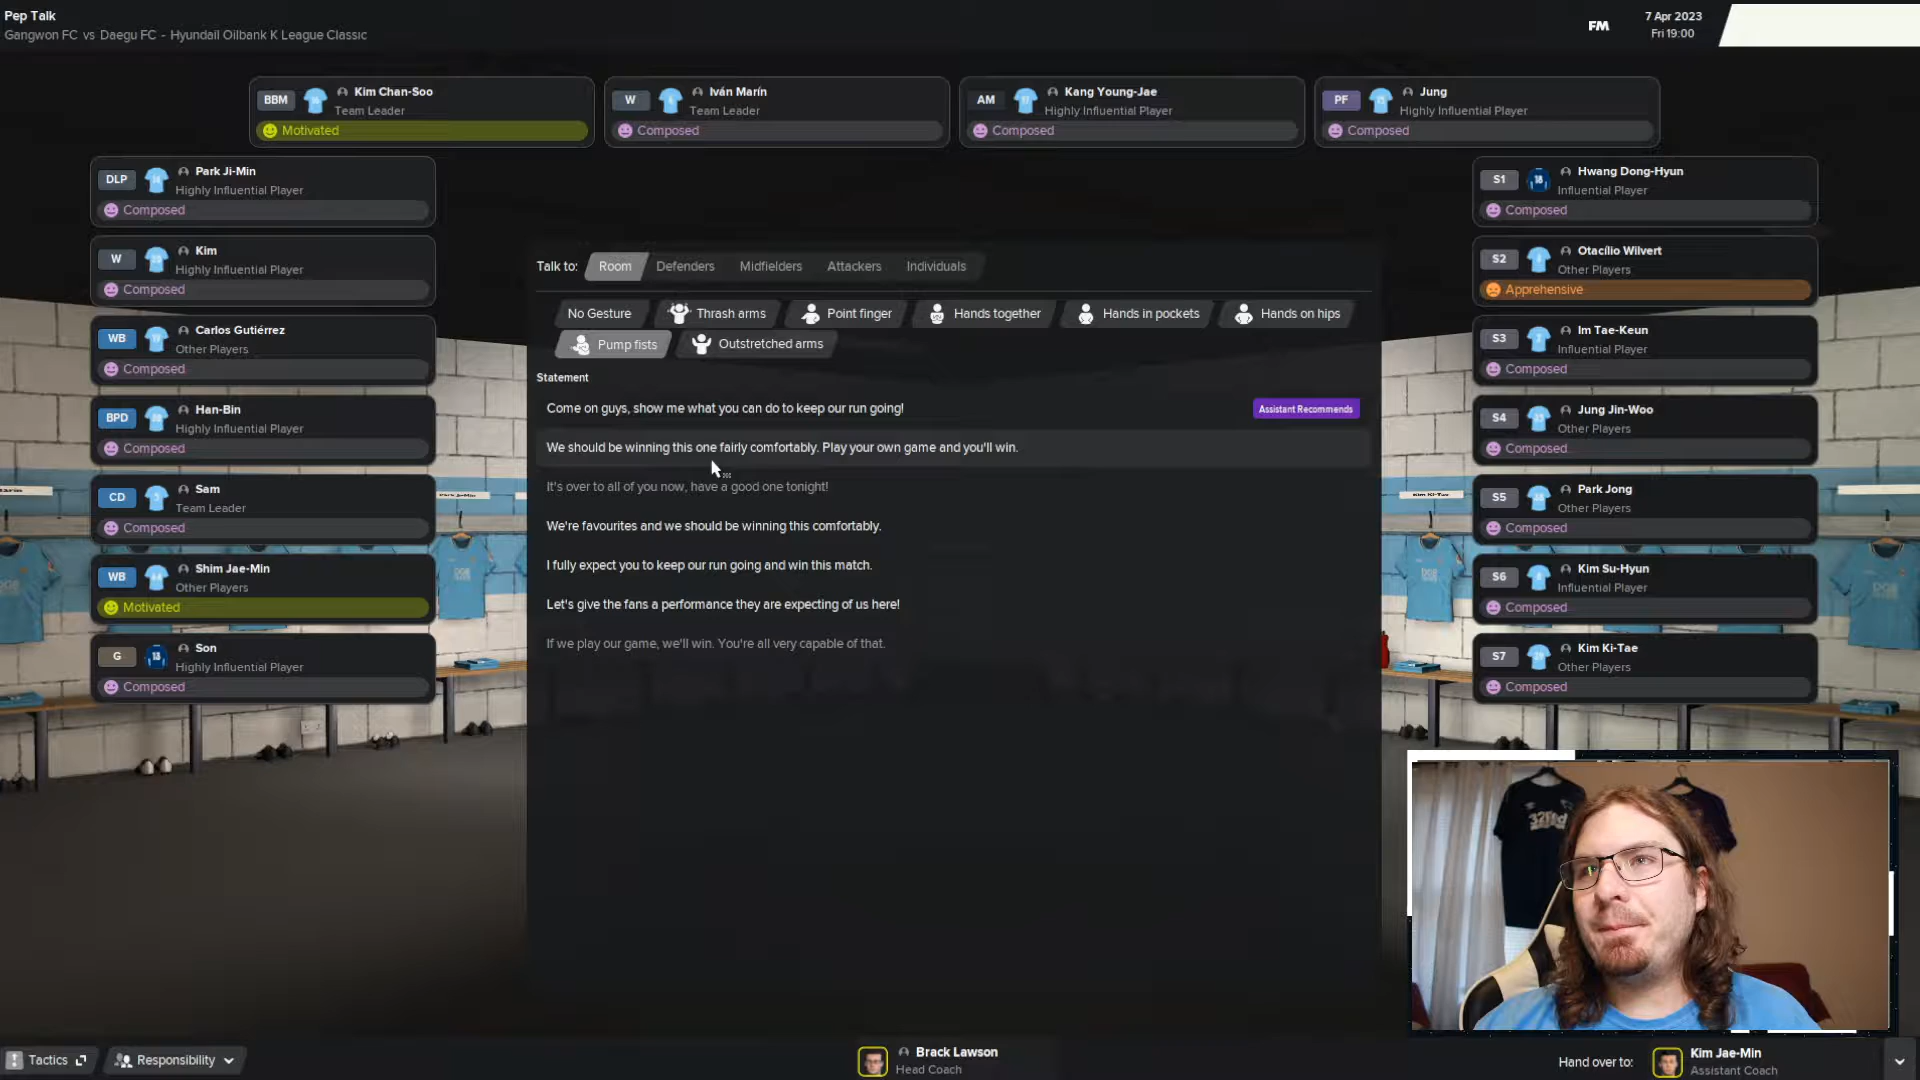 Pep Talk
Gangwon FC vs Daegu FC - Hyundail Oilbank K League Classic
FM
7 Apr 2023
Fri 19:00
BBM
Kim Chan-Soo
Team Leader
Motivated
W
Iván Marín
Team Leader
Composed
AM
Kang Young-Jae
Highly Influential Player
Composed
PF
Jung
Highly Influential Player
Composed
DLP
Park Ji-Min
Highly Influential Player
Composed
W
Kim
Highly Influential Player
Composed
WB
Carlos Gutiérrez
Other Players
Composed
BPD
Han-Bin
Highly Influential Player
Composed
CD
Sam
Team Leader
Composed
WB
Shim Jae-Min
Other Players
Motivated
G
Son
Highly Influential Player
Composed
Talk to: Room Defenders Midfielders Attackers Individuals
No Gesture Thrash arms Point finger Hands together Hands in pockets Hands on hips
Pump fists Outstretched arms
Statement
Come on guys, show me what you can do to keep our run going!
Assistant Recommends
We should be winning this one fairly comfortably. Play your own game and you'll win.
It's over to all of you now, have a good one tonight!
We're favourites and we should be winning this comfortably.
I fully expect you to keep our run going and win this match.
Let's give the fans a performance they are expecting of us here!
If we play our game, we'll win. You're all very capable of that.
S1
18
Hwang Dong-Hyun
Influential Player
Composed
S2
Otacílio Wilvert
Other Players
Apprehensive
S3
Im Tae-Keun
Influential Player
Composed
S4
Jung Jin-Woo
Other Players
Composed
S5
Park Jong
Other Players
Composed
S6
Kim Su-Hyun
Influential Player
Composed
S7
Kim Ki-Tae
Other Players
Composed
Park Ji-Min
Kim Ki-Tae
Tactics
Responsibility
Brack Lawson
Head Coach
Hand over to:
Kim Jae-Min
Assistant Coach